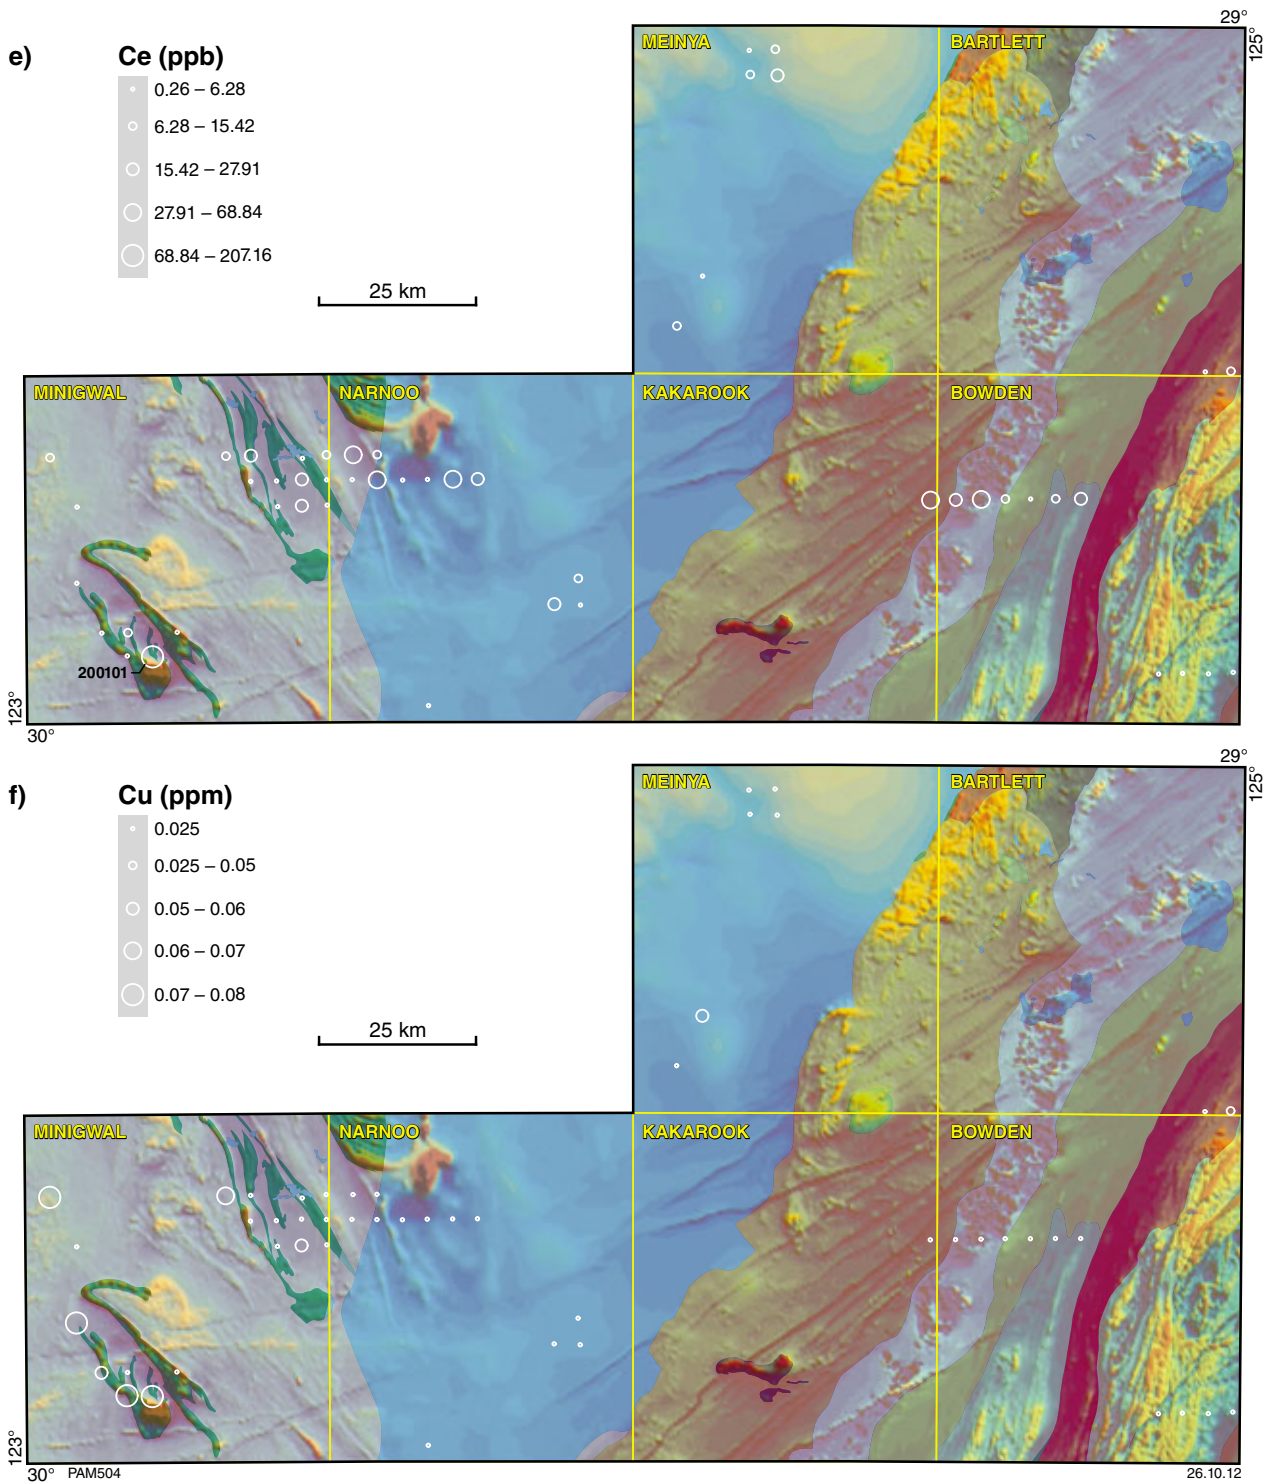 29°
125°
e)
Ce (ppb)
0.26 – 6.28
6.28 – 15.42
15.42 – 27.91
27.91 – 68.84
68.84 – 207.16
25 km
MEINYA
BARTLETT
MINIGWAL
NARNOO
KAKAROOK
BOWDEN
200101
123°
30°
29°
125°
f)
Cu (ppm)
0.025
0.025 – 0.05
0.05 – 0.06
0.06 – 0.07
0.07 – 0.08
25 km
MEINYA
BARTLETT
MINIGWAL
NARNOO
KAKAROOK
BOWDEN
123°
30°
PAM504
26.10.12